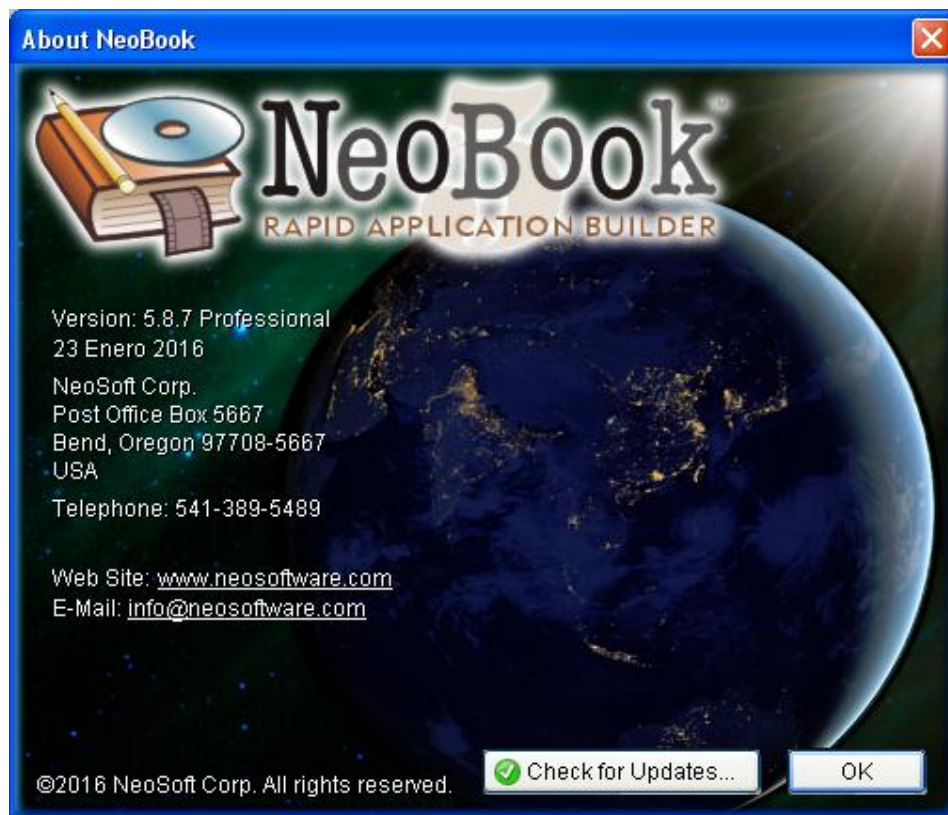 About NeoBook
NeoBook™
RAPID APPLICATION BUILDER
Version: 5.8.7 Professional
23 Enero 2016
NeoSoft Corp.
Post Office Box 5667
Bend, Oregon 97708-5667
USA
Telephone: 541-389-5489
Web Site: www.neosoftware.com
E-Mail: info@neosoftware.com
©2016 NeoSoft Corp. All rights reserved.
Check for Updates...
OK